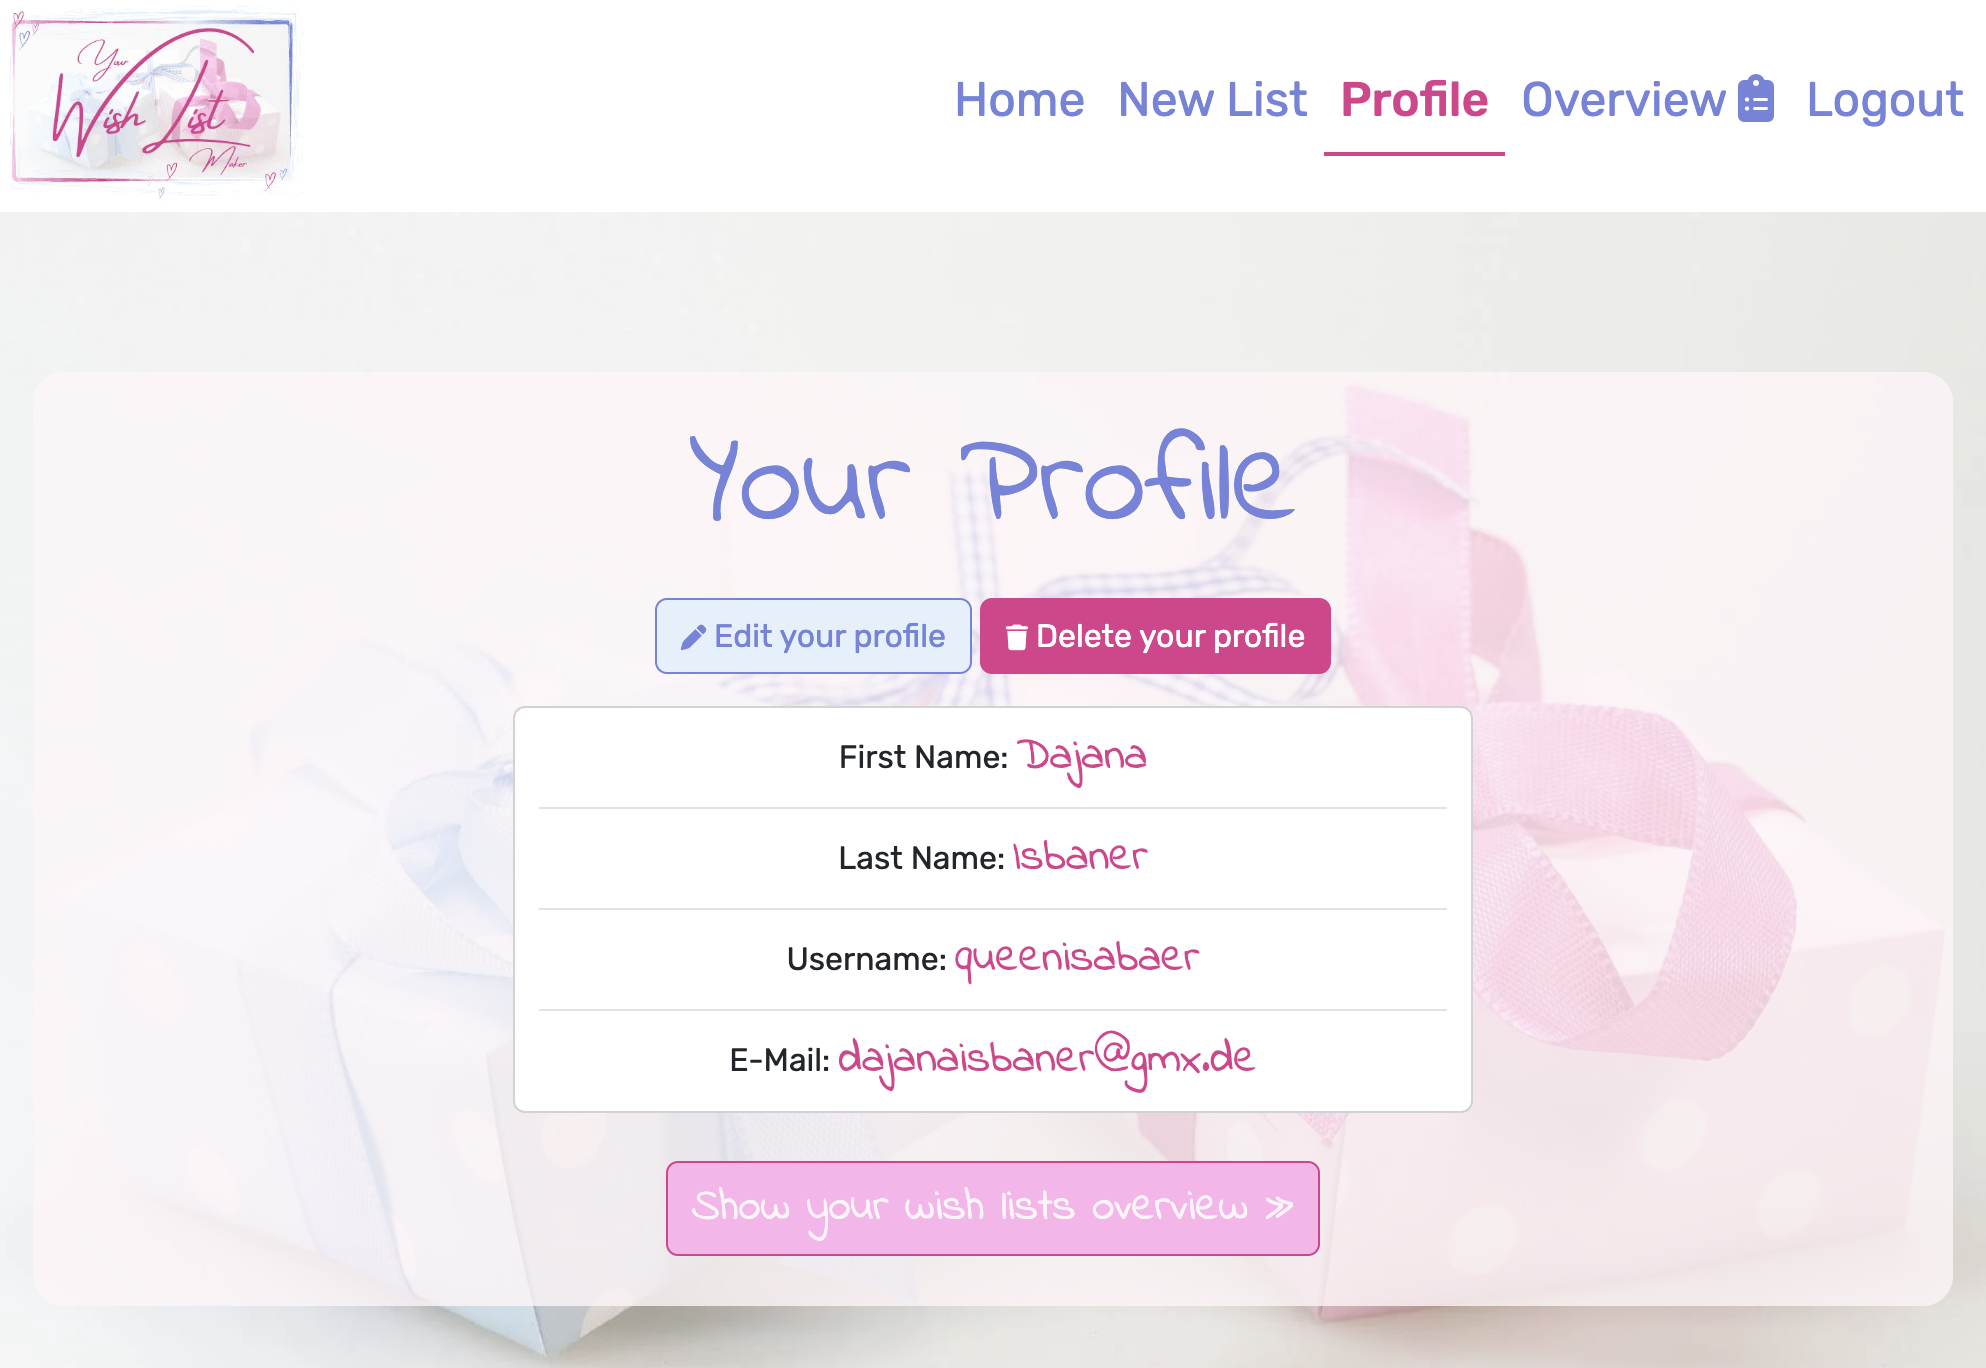 Your
Wish List
Maker
Home New List Profile Overview Logout
Your Profile
Edit your profile Delete your profile
First Name: Dajana
Last Name: Isbaner
Username: queenisabaer
E-Mail: dajanaisbaner@gmx.de
Show your wish lists overview »